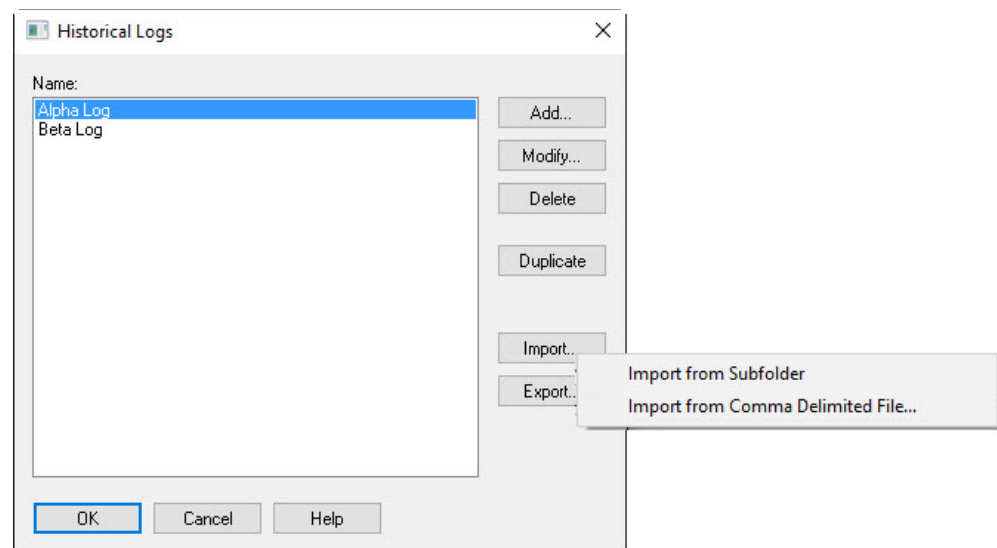 Historical Logs
Name:
Alpha Log
Beta Log
Add...
Modify...
Delete
Duplicate
Import..
Export..
Import from Subfolder
Import from Comma Delimited File...
OK
Cancel
Help